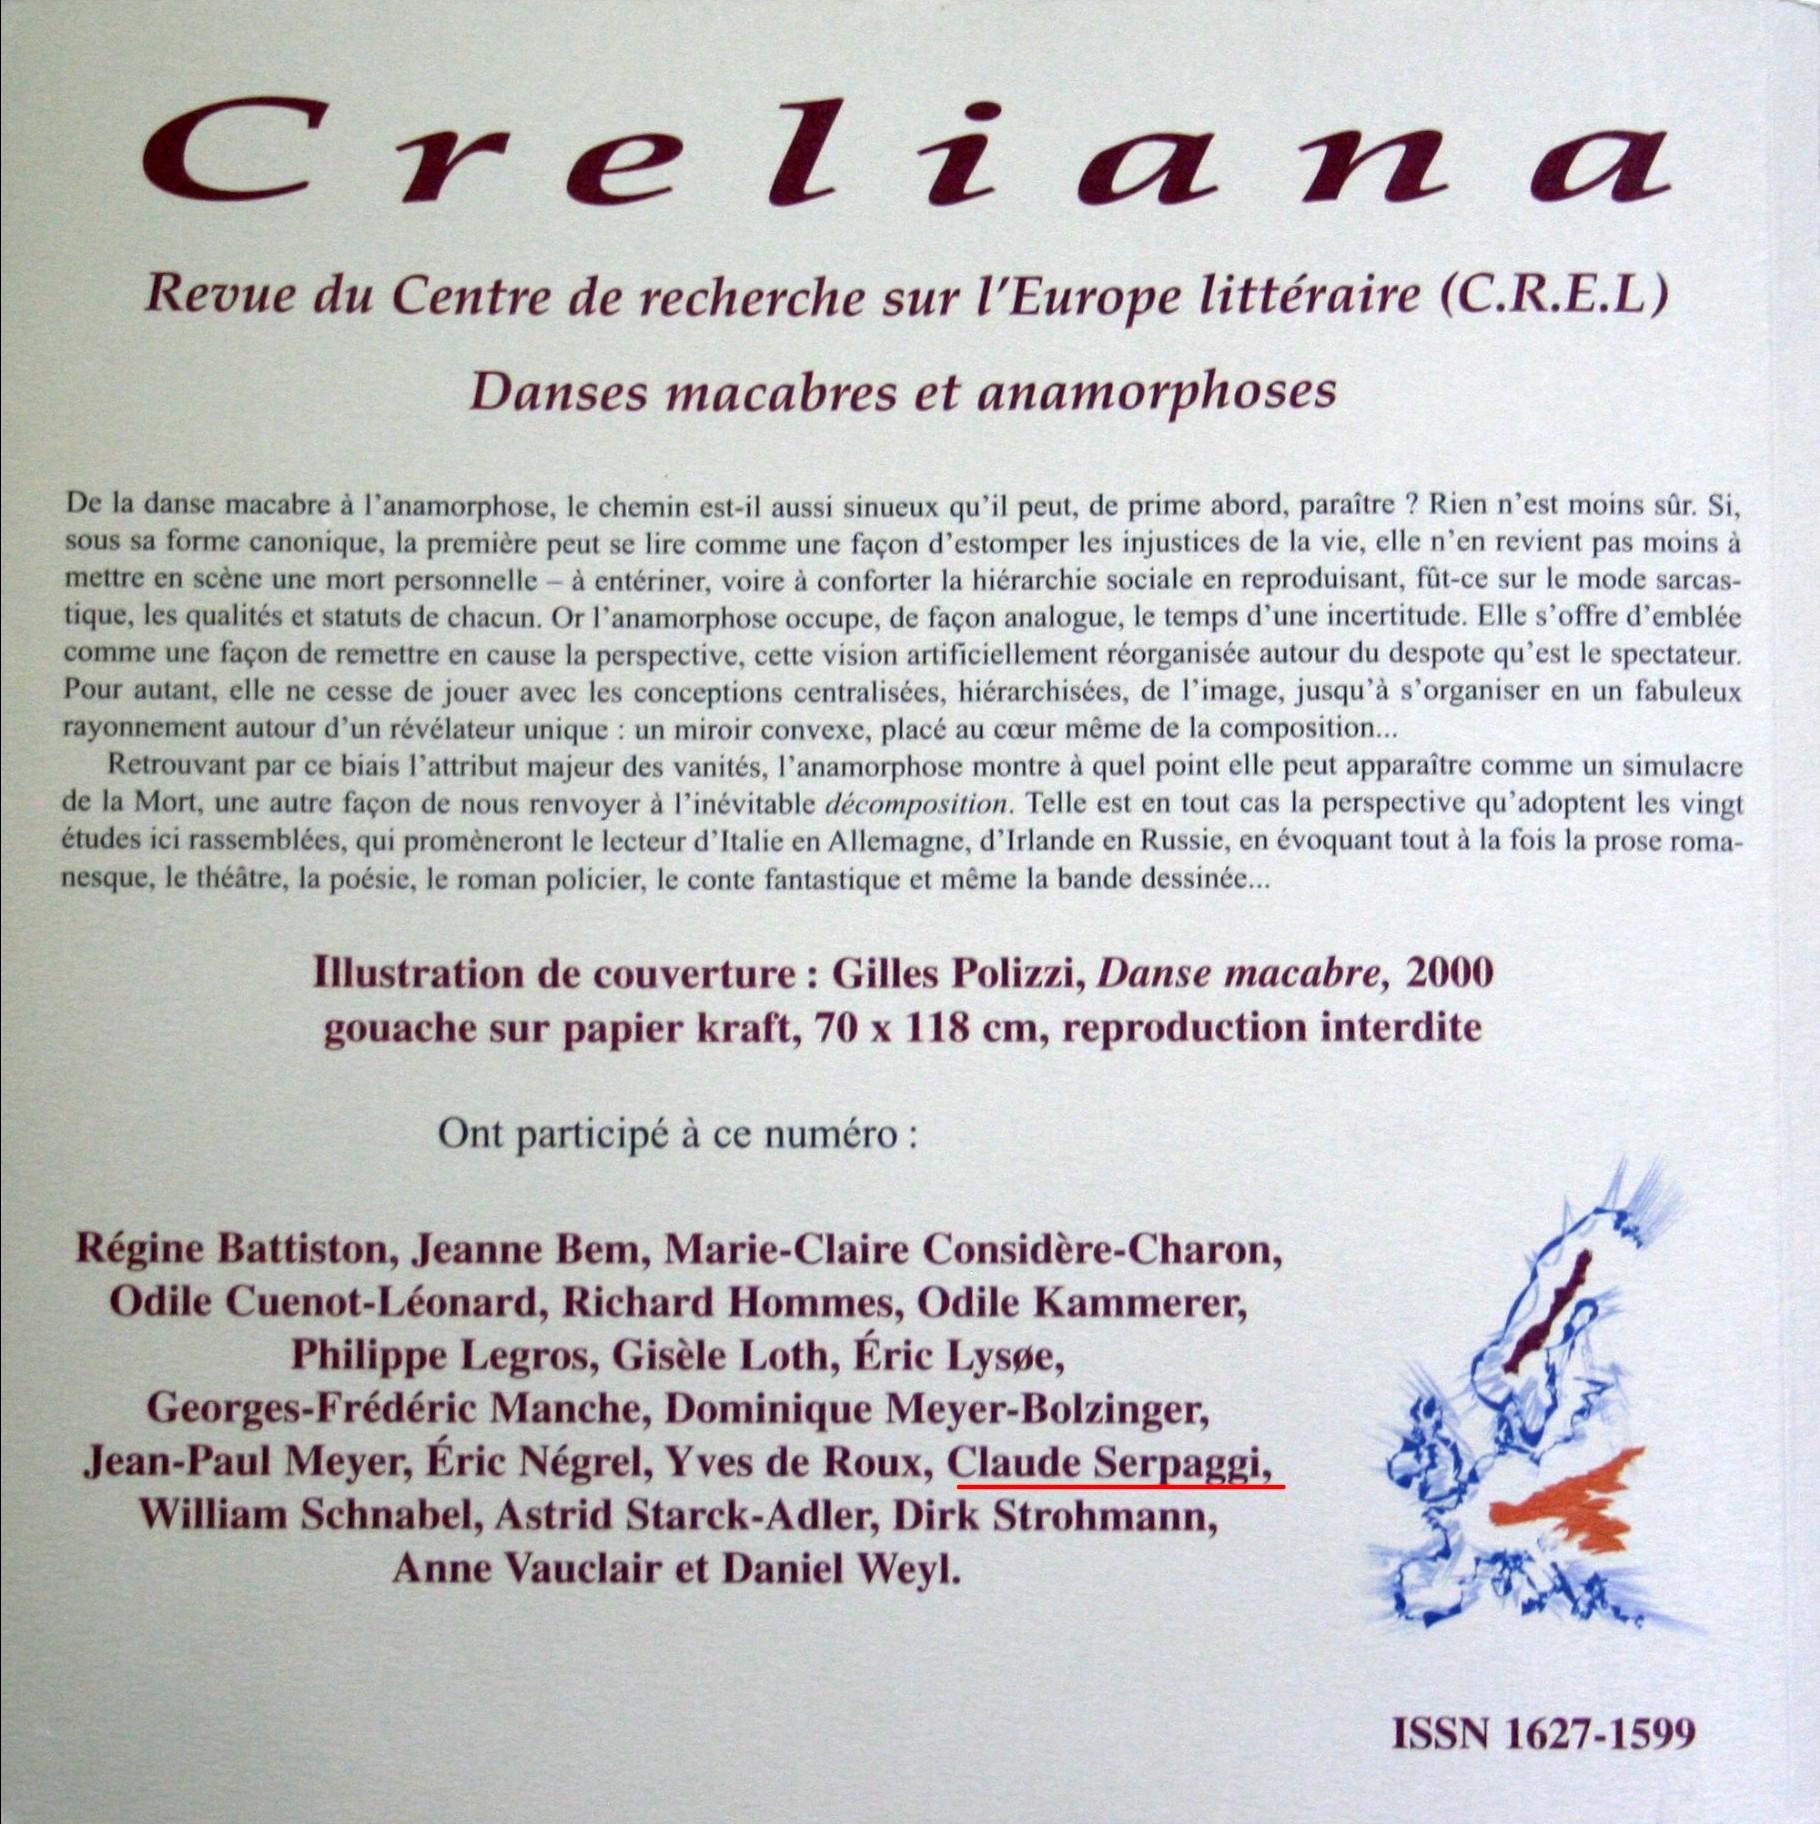 Creliana
Revue du Centre de recherche sur l'Europe littéraire (C.R.E.L)
Danses macabres et anamorphoses
De la danse macabre à l'anamorphose, le chemin est-il aussi sinueux qu'il peut, de prime abord, paraître ? Rien n'est moins sûr. Si,
sous sa forme canonique, la première peut se lire comme une façon d'estomper les injustices de la vie, elle n'en revient pas moins à
mettre en scène une mort personnelle – à entériner, voire à conforter la hiérarchie sociale en reproduisant, fût-ce sur le mode sarcas-
tique, les qualités et statuts de chacun. Or l'anamorphose occupe, de façon analogue, le temps d'une incertitude. Elle s'offre d'emblée
comme une façon de remettre en cause la perspective, cette vision artificiellement réorganisée autour du despote qu'est le spectateur.
Pour autant, elle ne cesse de jouer avec les conceptions centralisées, hiérarchisées, de l'image, jusqu'à s'organiser en un fabuleux
rayonnement autour d'un révélateur unique : un miroir convexe, placé au cœur même de la composition...
Retrouvant par ce biais l'attribut majeur des vanités, l'anamorphose montre à quel point elle peut apparaître comme un simulacre
de la Mort, une autre façon de nous renvoyer à l'inévitable décomposition. Telle est en tout cas la perspective qu'adoptent les vingt
études ici rassemblées, qui promèneront le lecteur d'Italie en Allemagne, d'Irlande en Russie, en évoquant tout à la fois la prose roma-
nesque, le théâtre, la poésie, le roman policier, le conte fantastique et même la bande dessinée...
Illustration de couverture : Gilles Polizzi, Danse macabre, 2000
gouache sur papier kraft, 70 x 118 cm, reproduction interdite
Ont participé à ce numéro :
Régine Battiston, Jeanne Bem, Marie-Claire Considère-Charon,
Odile Cuenot-Léonard, Richard Hommes, Odile Kammerer,
Philippe Legros, Gisèle Loth, Éric Lysøe,
Georges-Frédéric Manche, Dominique Meyer-Bolzinger,
Jean-Paul Meyer, Éric Négrel, Yves de Roux, Claude Serpaggi,
William Schnabel, Astrid Starck-Adler, Dirk Strohmann,
Anne Vauclair et Daniel Weyl.
ISSN 1627-1599